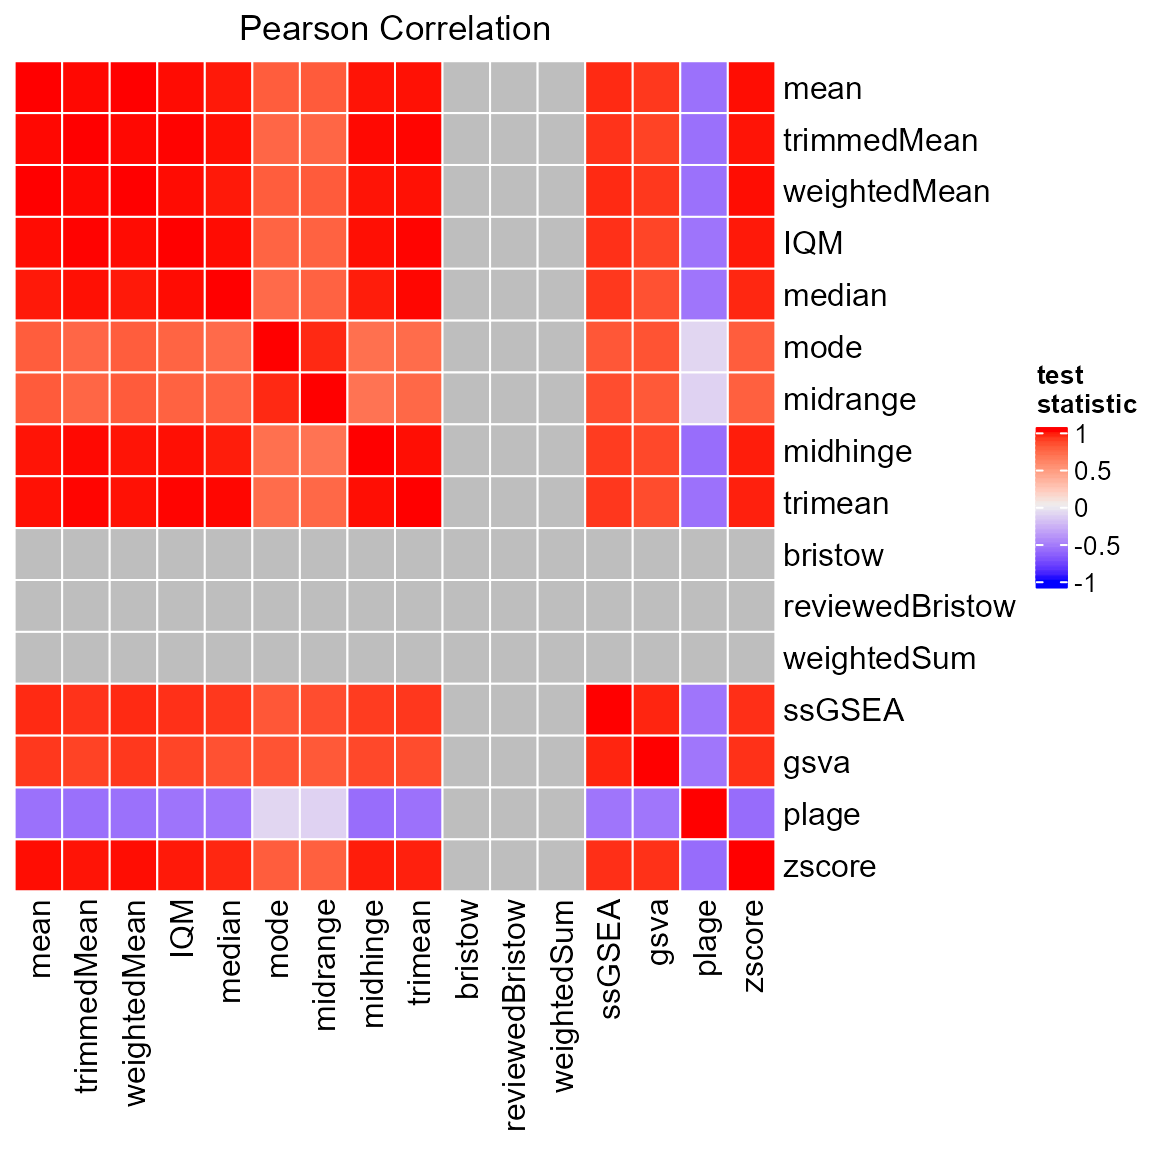 Pearson Correlation
mean
trimmedMean
weightedMean
IQM
median
mode
midrange
midhinge
trimean
bristow
reviewedBristow
weightedSum
ssGSEA
gsva
plage
zscore
test
statistic
1
0.5
0
-0.5
-1
mean
trimmedMean
weightedMean
IQM
median
mode
midrange
midhinge
trimean
bristow
reviewedBristow
weightedSum
ssGSEA
gsva
plage
zscore